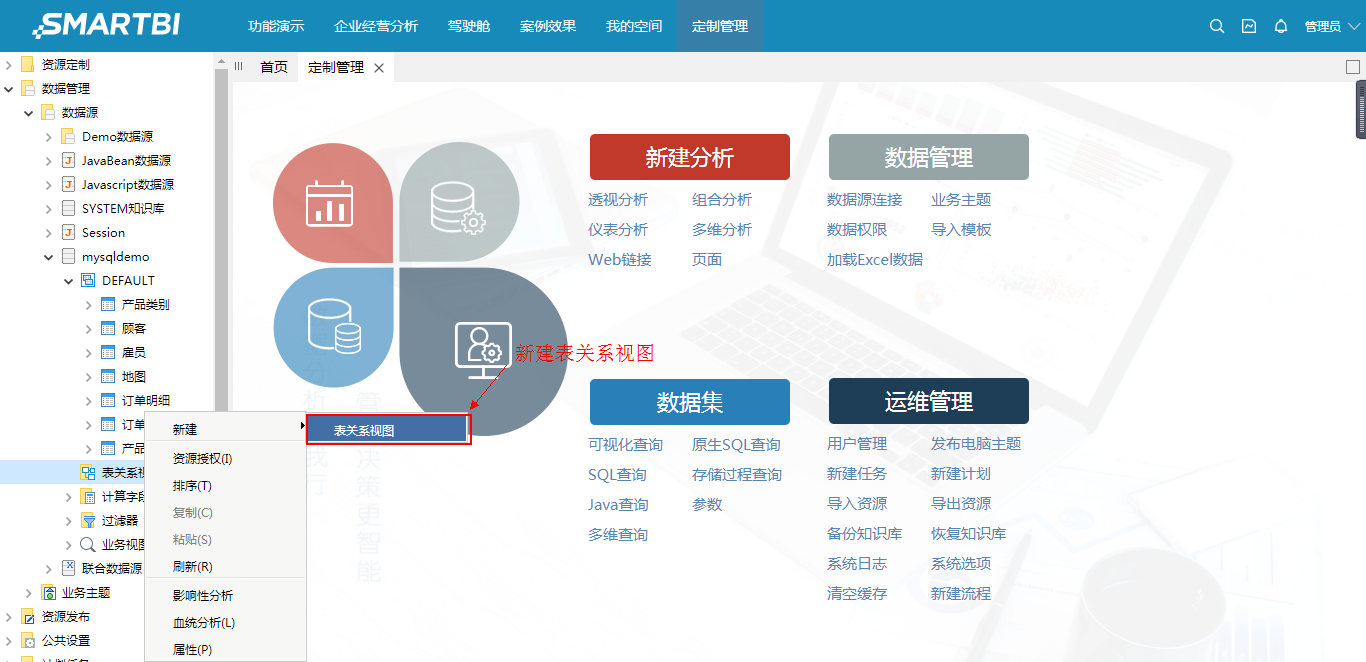 SMARTBI
功能演示 企业经营分析 驾驶舱 案例效果 我的空间 定制管理 管理员
首页 定制管理
资源定制
数据管理
数据源
Demo数据源
JavaBean数据源
Javascript数据源
SYSTEM知识库
Session
mysqldemo
DEFAULT
产品类别
顾客
雇员
地图
订单明细
订单
产品
表关系视
计算字段
过滤器
业务视图
联合数据源
业务主题
资源发布
公共设置
新建
资源授权(I)
排序(T)
复制(C)
粘贴(S)
刷新(R)
影响性分析
血统分析(L)
属性(P)
表关系视图
新建表关系视图
新建分析
透视分析 组合分析
仪表分析 多维分析
Web链接 页面
数据管理
数据源连接 业务主题
数据权限 导入模板
加载Excel数据
数据集
可视化查询 原生SQL查询
SQL查询 存储过程查询
Java查询 参数
多维查询
运维管理
用户管理 发布电脑主题
新建任务 新建计划
导入资源 导出资源
备份知识库 恢复知识库
系统日志 系统选项
清空缓存 新建流程